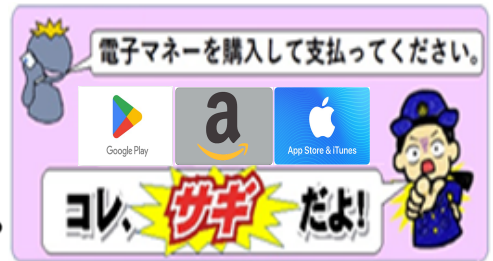 電子マネーを購入して支払ってください。
Google Play
a
App Store & iTunes
コレ、サギだよ!